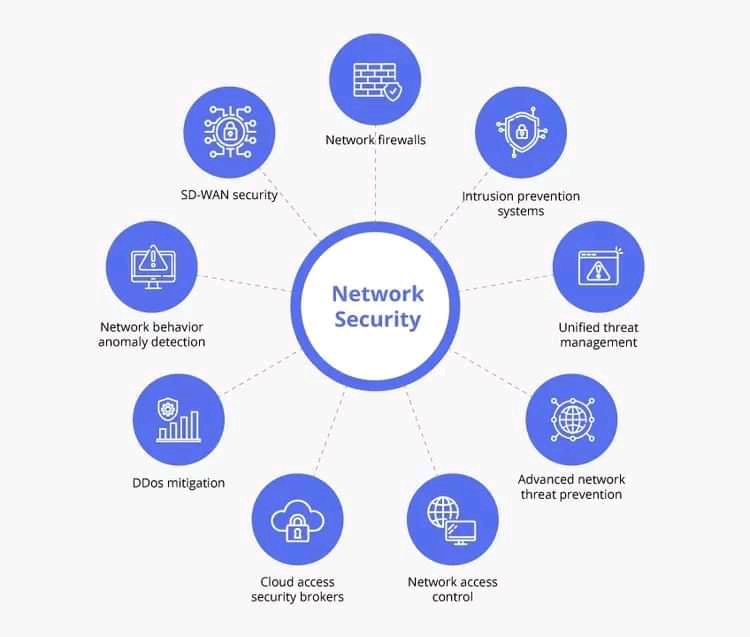 Network firewalls
Intrusion prevention
systems
Unified threat
management
Advanced network
threat prevention
Network access
control
Cloud access
security brokers
DDos mitigation
Network behavior
anomaly detection
SD-WAN security
Network
Security